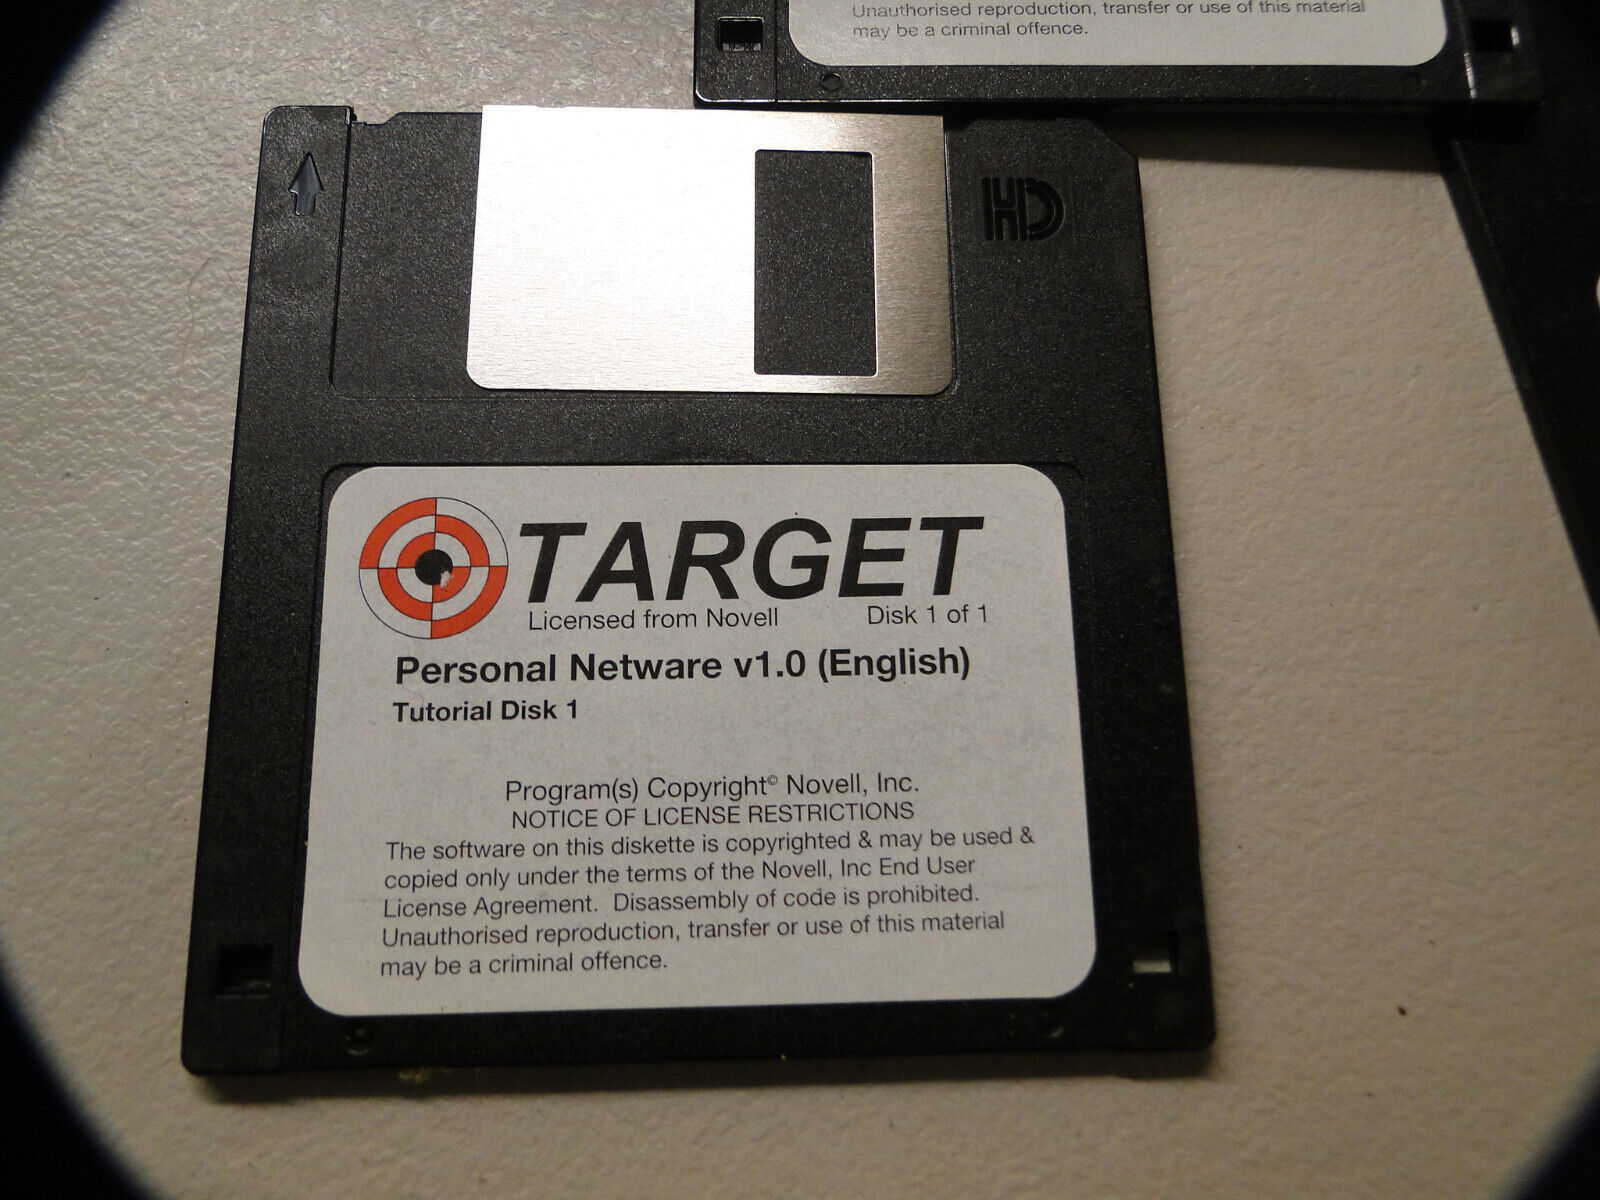 Unauthorised reproduction, transfer or use of this material
may be a criminal offence.
HD
TARGET
Licensed from Novell Disk 1 of 1
Personal Netware v1.0 (English)
Tutorial Disk 1
Program(s) Copyright© Novell, Inc.
NOTICE OF LICENSE RESTRICTIONS
The software on this diskette is copyrighted & may be used &
copied only under the terms of the Novell, Inc End User
License Agreement. Disassembly of code is prohibited.
Unauthorised reproduction, transfer or use of this material
may be a criminal offence.